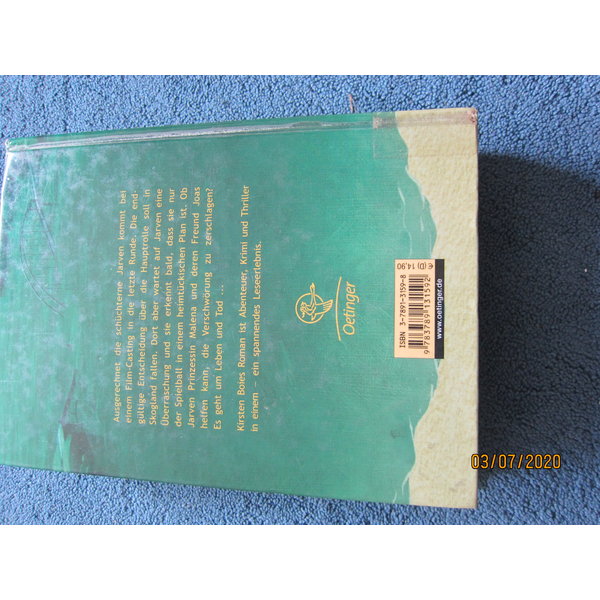 Ausgerechnet die schüchterne Jarven kommt bei
einem Film-Casting in die letzte Runde. Die end-
gültige Entscheidung über die Hauptrolle soll in
Skogland fallen. Dort aber wartet auf Jarven eine
Überraschung und sie erkennt bald, dass sie nur
der Spielball in einem heimtückischen Plan ist. Ob
Jarven Prinzessin Malena und deren Freund Joas
helfen kann, die Verschwörung zu zerschlagen?
Es geht um Leben und Tod ...
Kirsten Boies Roman ist Abenteuer, Krimi und Thriller
in einem – ein spannendes Leseerlebnis.
Oetinger
ISBN 3-7891-3159-8
9 783789 131592
€ (D) 14,90
www.oetinger.de
03/07/2020